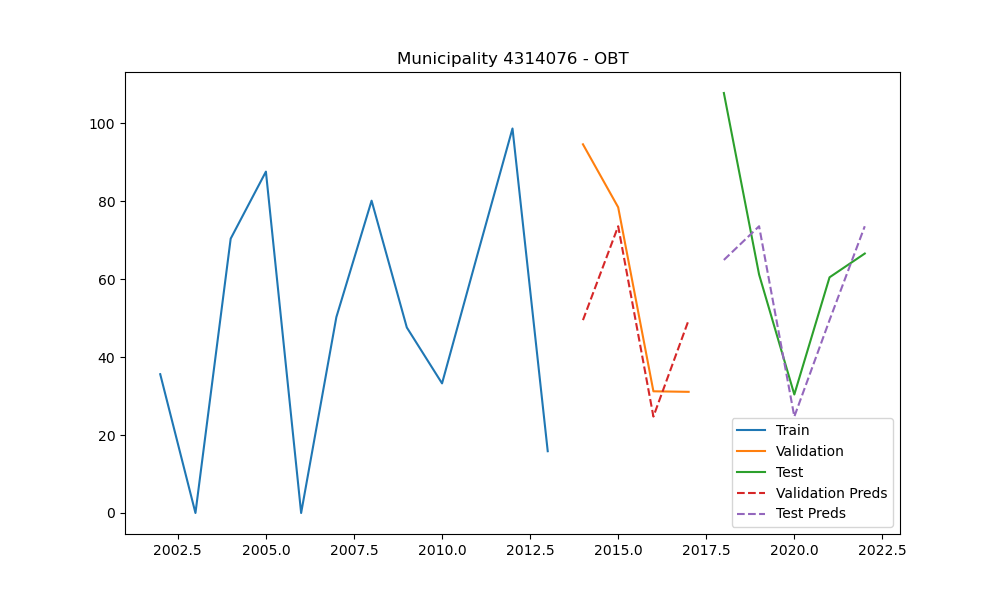 Municipality 4314076 - OBT
100
80
60
40
20
0
2002.5 2005.0 2007.5 2010.0 2012.5 2015.0 2017.5 2020.0 2022.5
Train
Validation
Test
Validation Preds
Test Preds